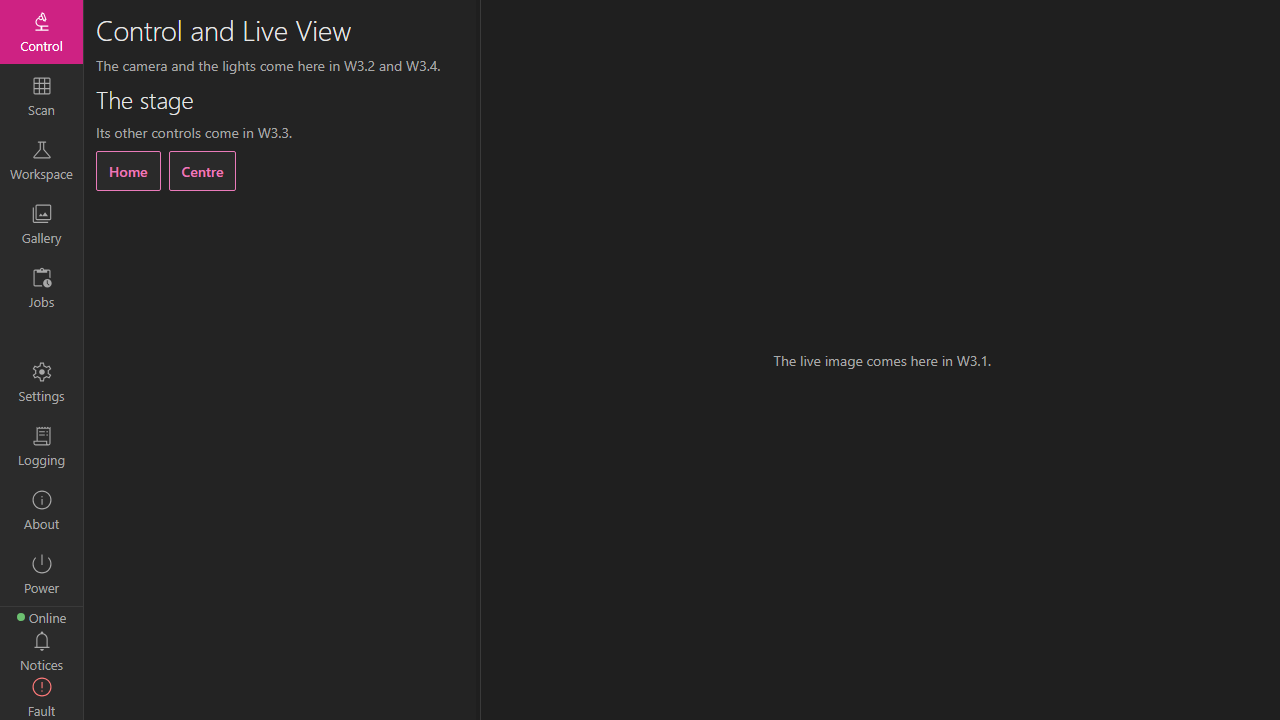 Control
Scan
Workspace
Gallery
Jobs
Settings
Logging
About
Power
Online
Notices
Fault
Control and Live View
The camera and the lights come here in W3.2 and W3.4.
The stage
Its other controls come in W3.3.
Home
Centre
The live image comes here in W3.1.